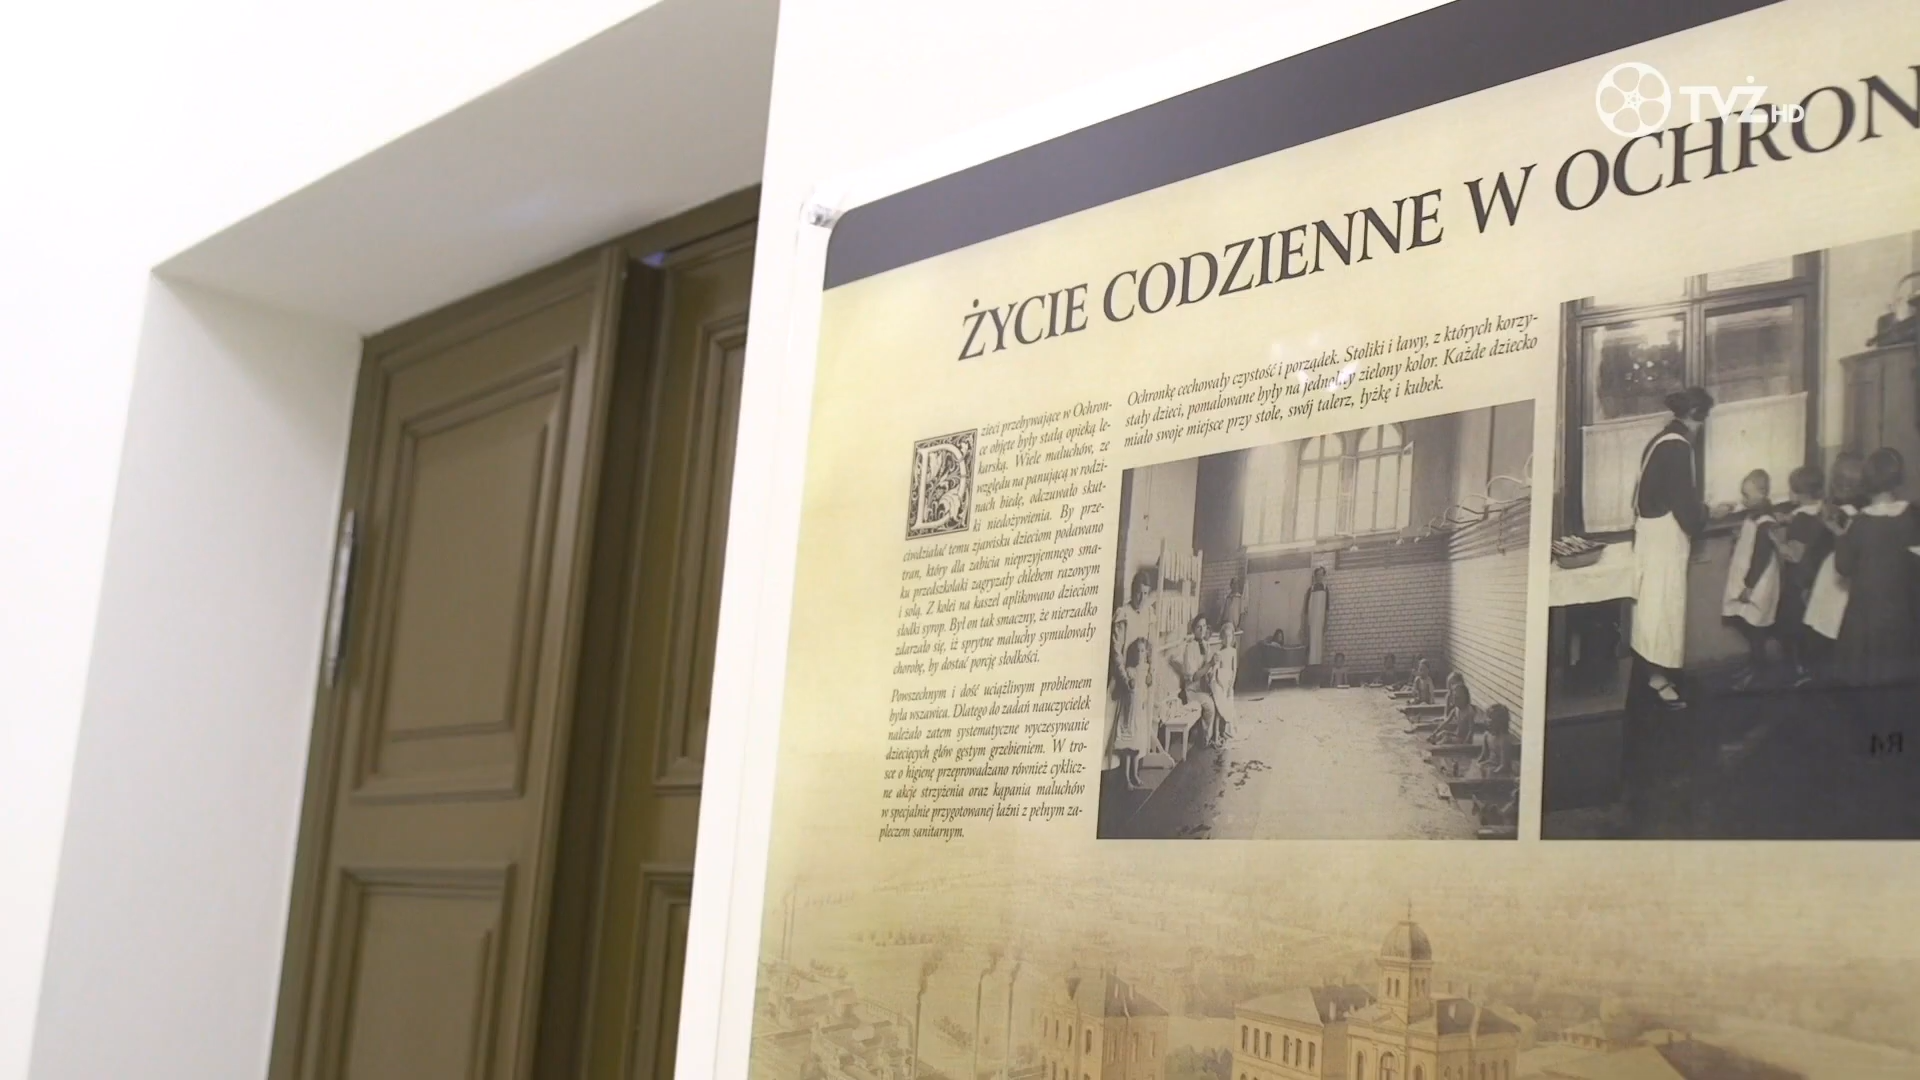 TVŻ HD
ŻYCIE CODZIENNE W OCHRON
Ochronkę cechowały czystość i porządek. Stoliki i ławy, z których korzy-
stały dzieci, pomalowane były na jednolity zielony kolor. Każde dziecko
miało swoje miejsce przy stole, swój talerz, łyżkę i kubek.
D
zieci przebywające w Ochron-
ce objęte były stałą opieką le-
karską. Wiele maluchów, ze
względu na panującą w rodzi-
nach biedę, odczuwało skut-
ki niedożywienia. By prze-
ciwdziałać temu zjawisku dzieciom podawano
tran, który dla zabicia nieprzyjemnego sma-
ku przedszkolaki zagryzały chlebem razowym
i solą. Z kolei na kaszel aplikowano dzieciom
słodki syrop. Był on tak smaczny, że nierzadko
zdarzało się, iż sprytne maluchy symulowały
chorobę, by dostać porcję słodkości.
Powszechnym i dość uciążliwym problemem
była wszawica. Dlatego do zadań nauczycielek
należało zatem systematyczne wyczesywanie
dziecięcych głów gęstym grzebieniem. W tro-
sce o higienę przeprowadzano również cyklicz-
ne akcje strzyżenia oraz kąpania maluchów
w specjalnie przygotowanej łaźni z pełnym za-
pleczem sanitarnym.